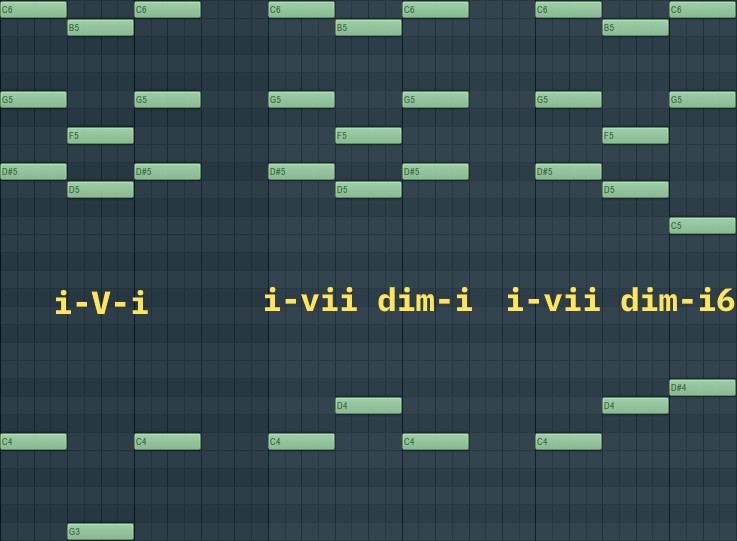 C6 C6 C6 C6 C6 C6
B5 B5 B5
G5 G5 G5 G5 G5 G5
F5 F5 F5
D#5 D#5 D#5 D#5 D#5
D5 D5 D5
C5
i-V-i i-vii dim-i i-vii dim-i6
D#4
D4 D4
C4 C4 C4 C4 C4
G3